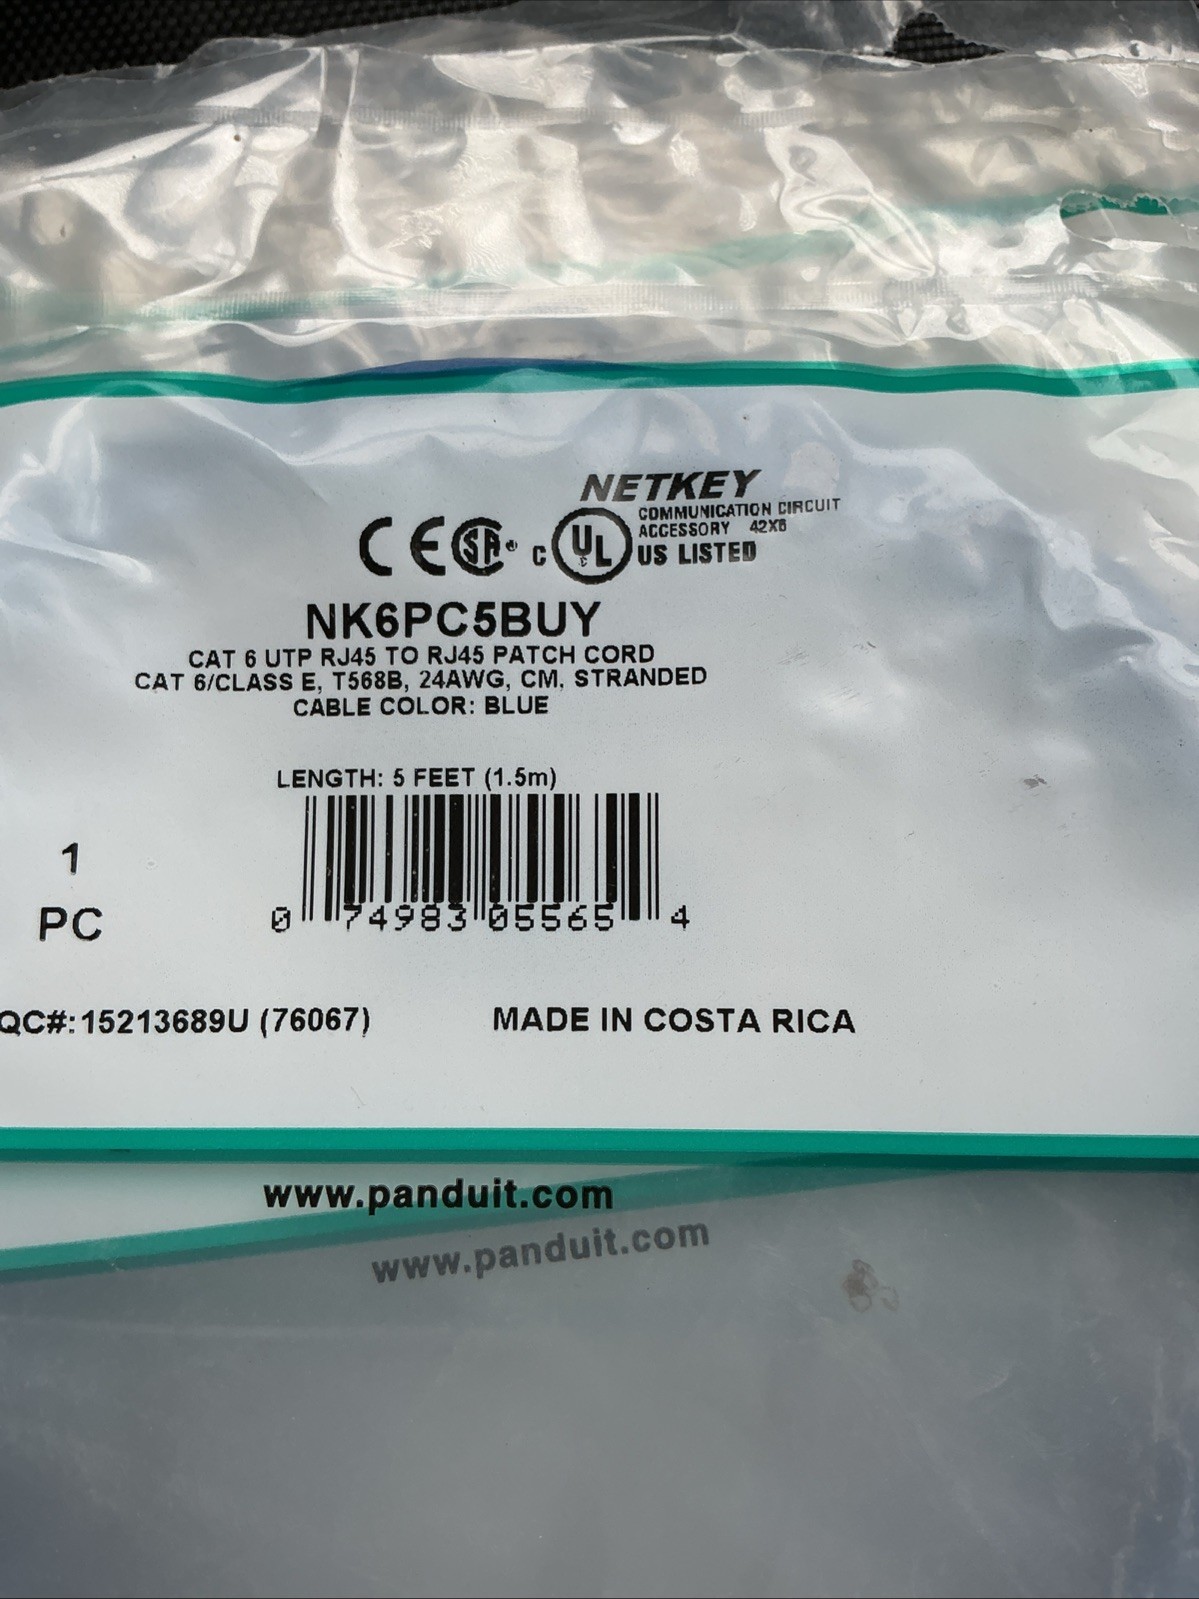 NETKEY
COMMUNICATION CIRCUIT
ACCESSORY 42X6
CE SA® C UL US LISTED
NK6PC5BUY
CAT 6 UTP RJ45 TO RJ45 PATCH CORD
CAT 6/CLASS E, T568B, 24AWG, CM, STRANDED
CABLE COLOR: BLUE
LENGTH: 5 FEET (1.5m)
1
PC
0 74983 05565 4
QC#:15213689U (76067)
MADE IN COSTA RICA
www.panduit.com
www.panduit.com